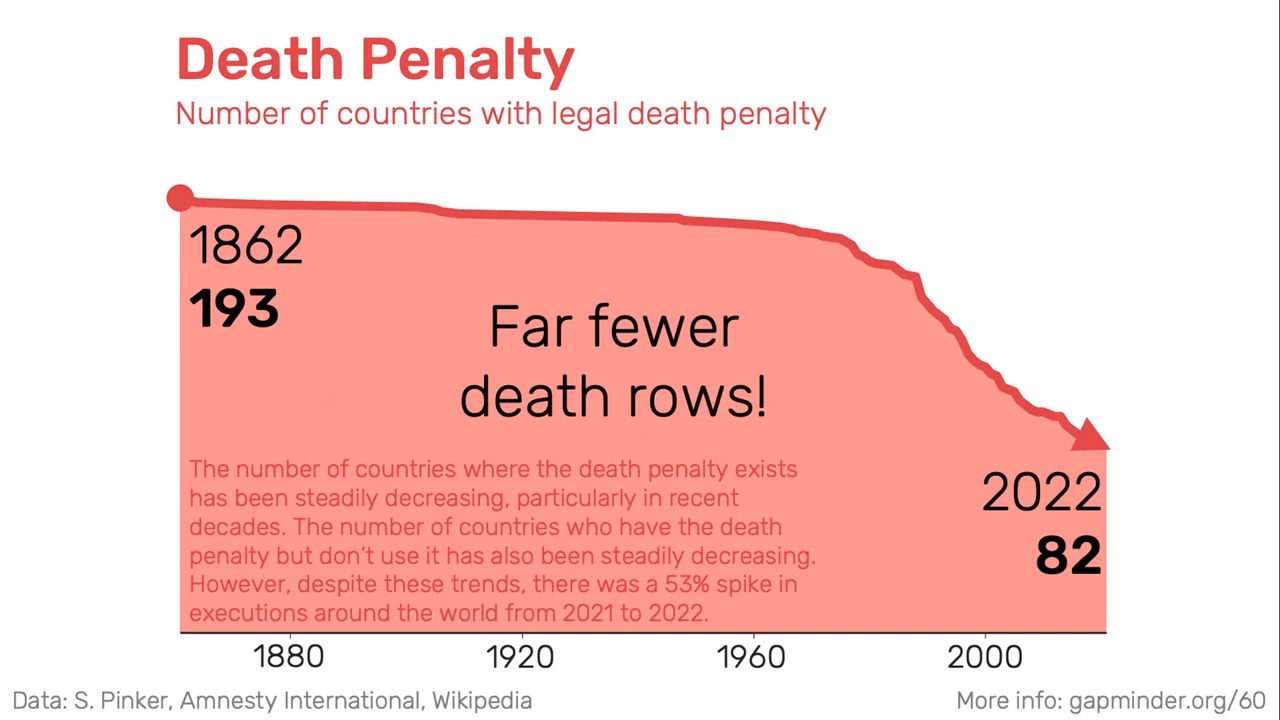 Death Penalty
Number of countries with legal death penalty
1862
193
Far fewer
death rows!
The number of countries where the death penalty exists
has been steadily decreasing, particularly in recent
decades. The number of countries who have the death
penalty but don't use it has also been steadily decreasing.
However, despite these trends, there was a 53% spike in
executions around the world from 2021 to 2022.
2022
82
1880 1920 1960 2000
Data: S. Pinker, Amnesty International, Wikipedia
More info: gapminder.org/60